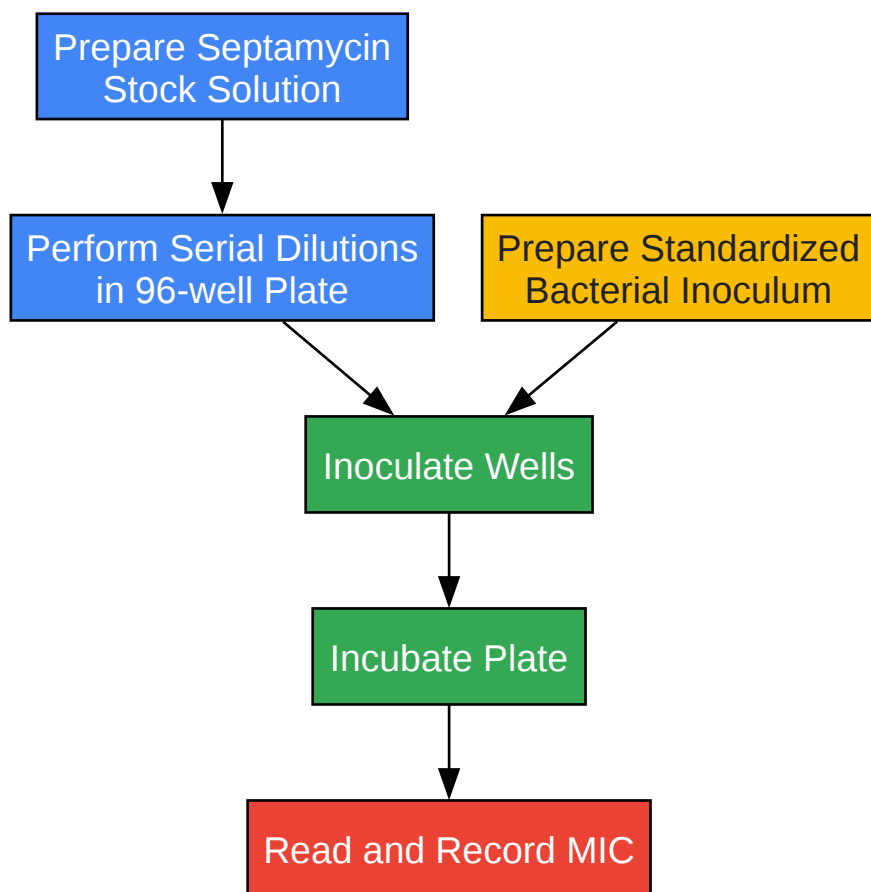 Prepare Septamycin
Stock Solution
Perform Serial Dilutions
in 96-well Plate
Prepare Standardized
Bacterial Inoculum
Inoculate Wells
Incubate Plate
Read and Record MIC